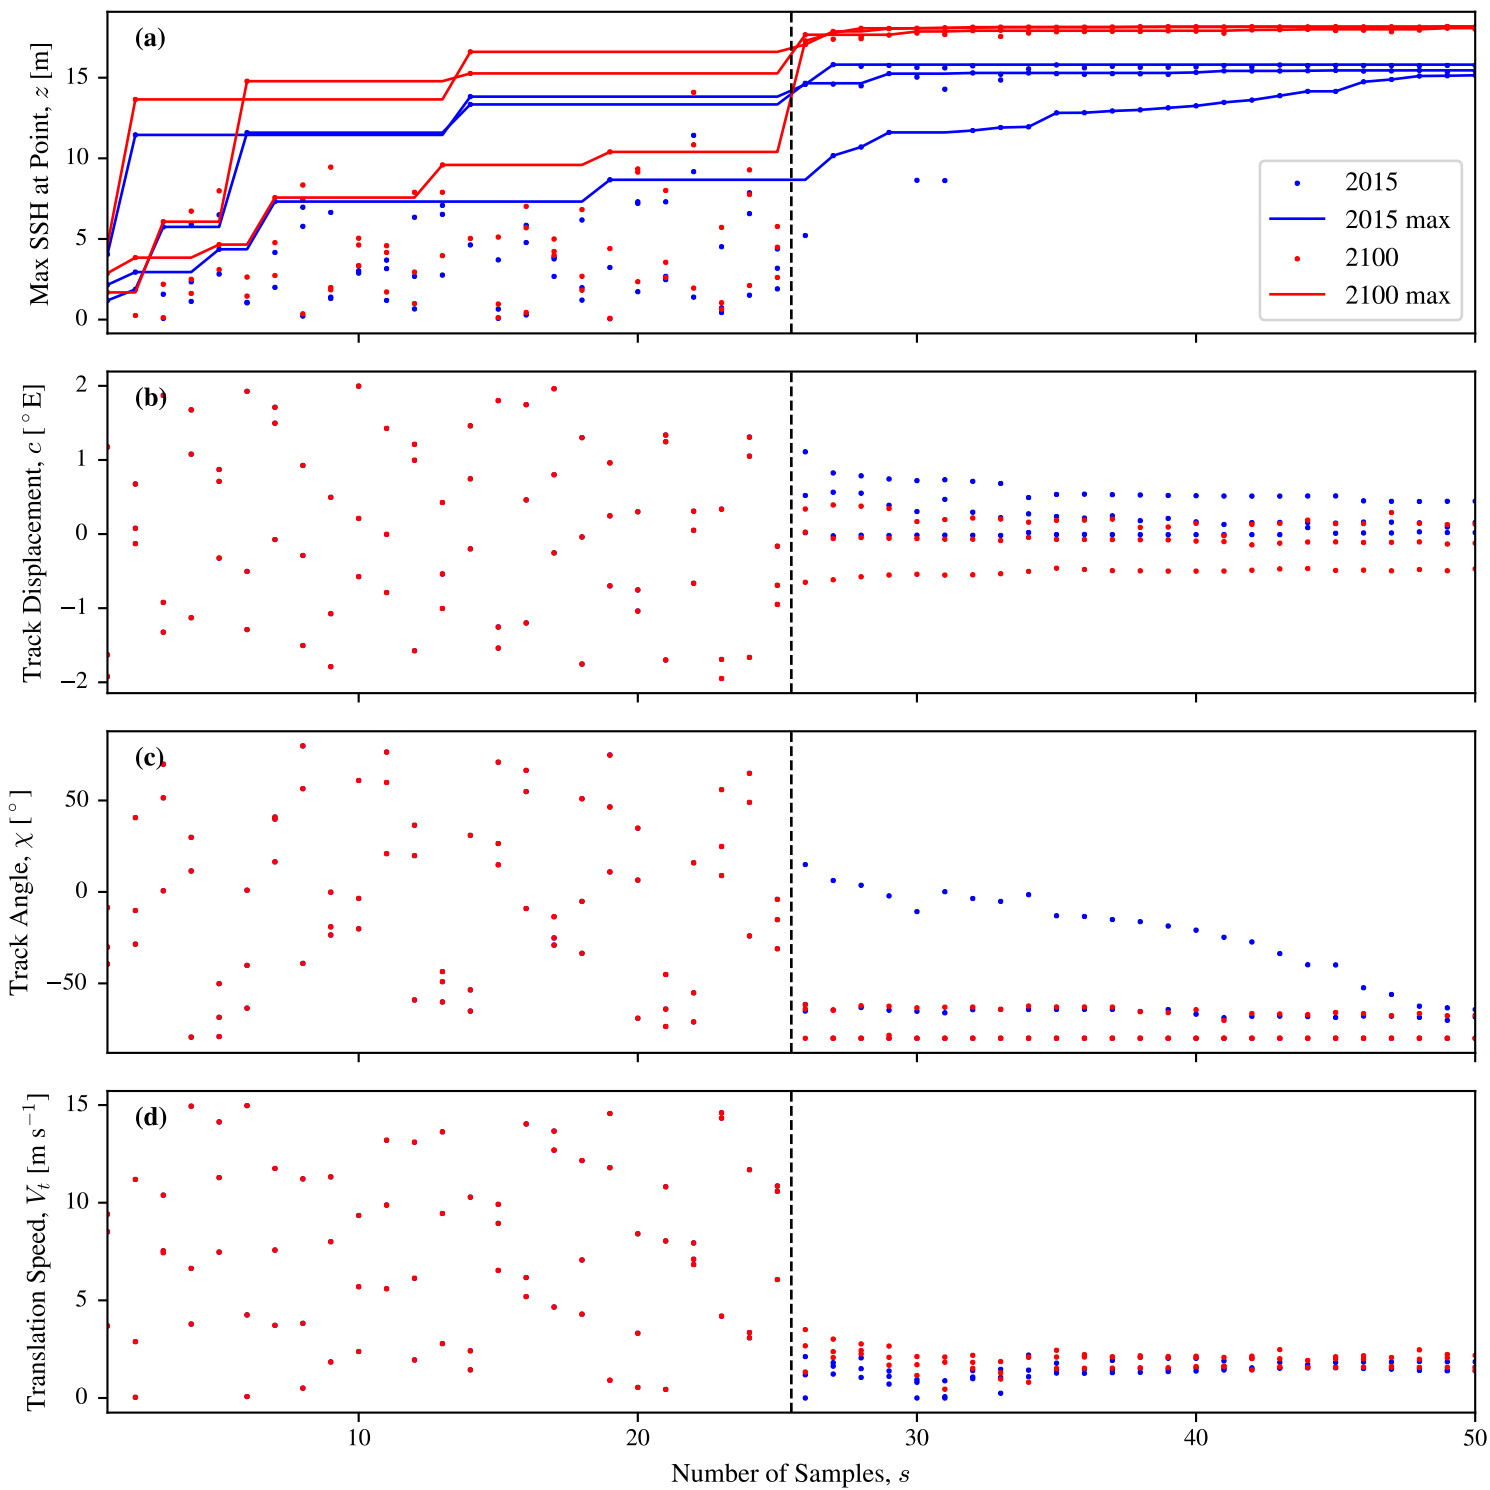 (a)
Max SSH at Point, z [m]
15
10
5
0
2015
2015 max
2100
2100 max
(b)
Track Displacement, c [°E]
2
1
0
−1
−2
(c)
Track Angle, χ [°]
50
0
−50
(d)
Translation Speed, V_t [m s⁻¹]
15
10
5
0
10 20 30 40 50
Number of Samples, s